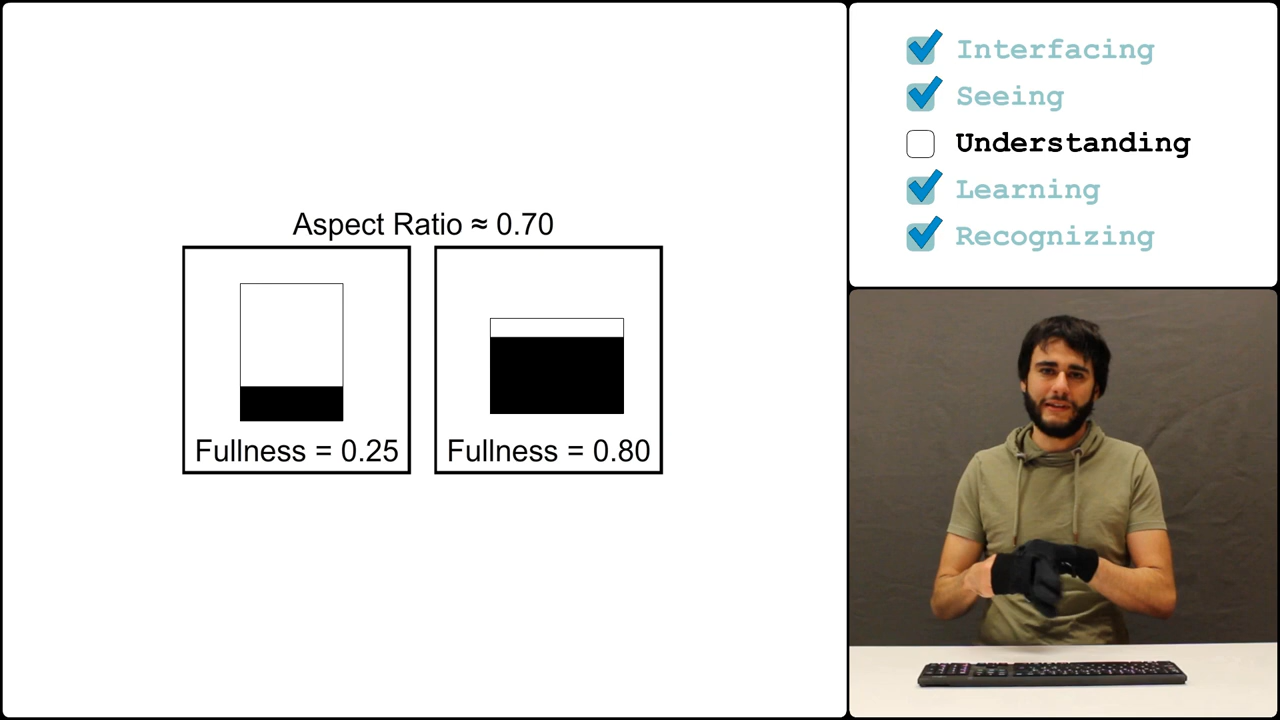 Aspect Ratio ≈ 0.70
Fullness = 0.25
Fullness = 0.80
Interfacing
Seeing
Understanding
Learning
Recognizing